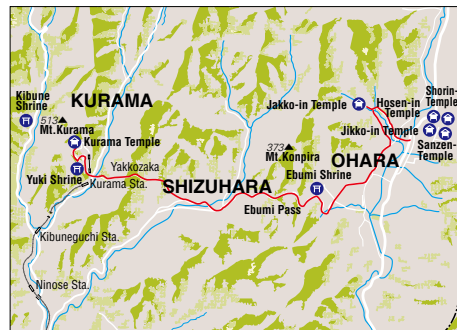 Kibune
Shrine
KURAMA
513
Mt.Kurama
Kurama Temple
Yuki Shrine
Yakkozaka
Kurama Sta.
SHIZUHARA
Kibuneguchi Sta.
Ninose Sta.
Jakko-in Temple
Hosen-in
Temple
Shorin-in
Temple
Jikko-in Temple
Sanzen-in
Temple
373
Mt.Konpira
OHARA
Ebumi Shrine
Ebumi Pass